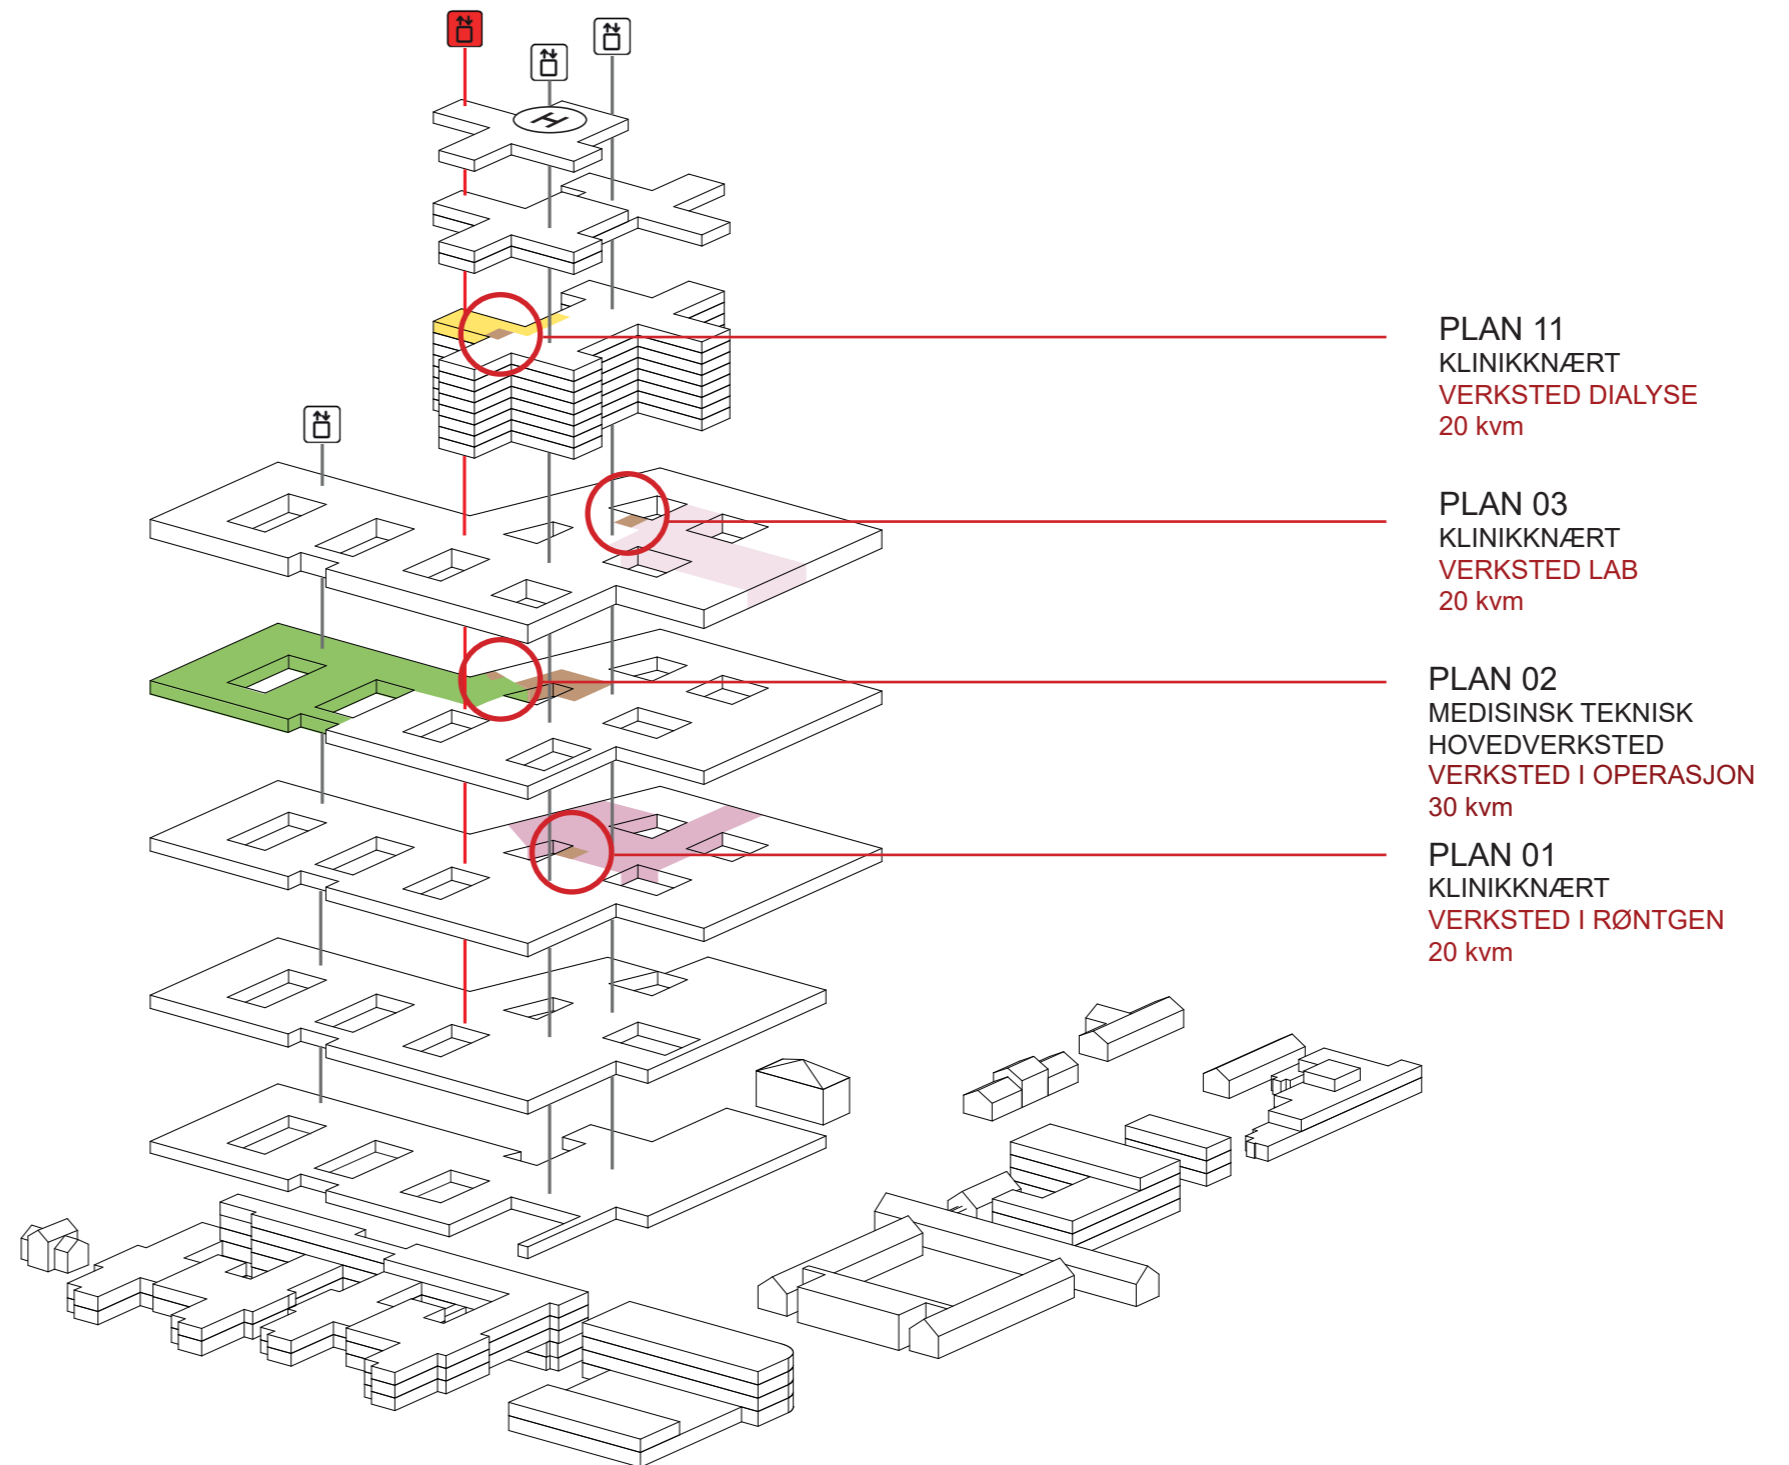 H
PLAN 11
KLINIKKNÆRT
VERKSTED DIALYSE
20 kvm
PLAN 03
KLINIKKNÆRT
VERKSTED LAB
20 kvm
PLAN 02
MEDISINSK TEKNISK
HOVEDVERKSTED
VERKSTED I OPERASJON
30 kvm
PLAN 01
KLINIKKNÆRT
VERKSTED I RØNTGEN
20 kvm